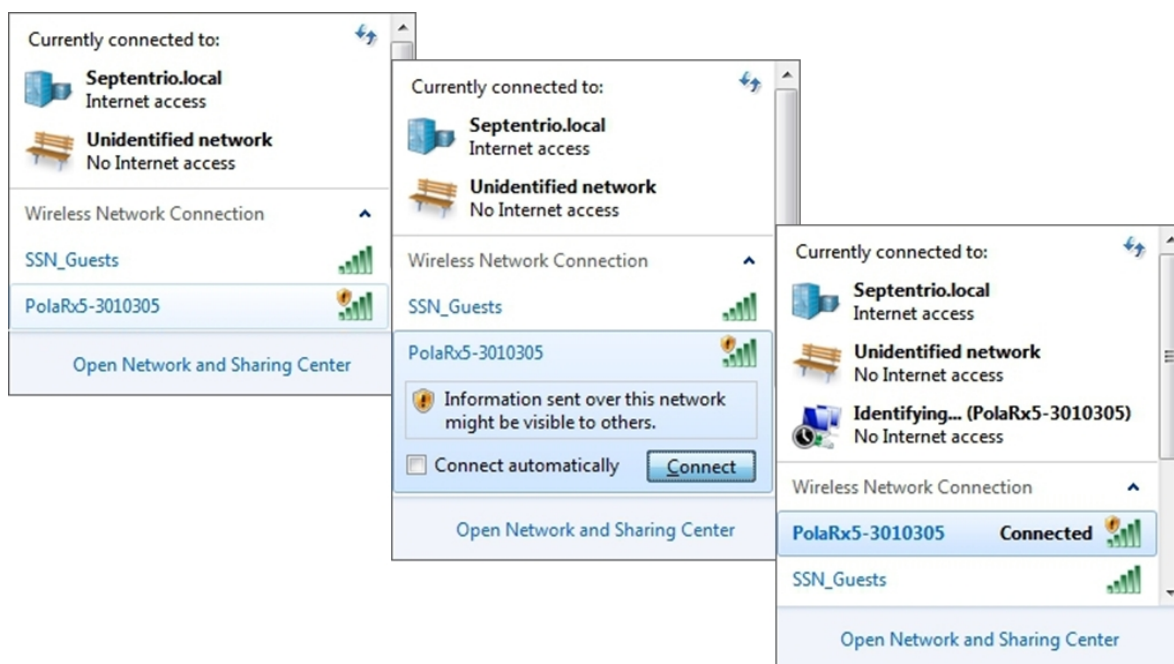 Currently connected to:
Septentrio.local
Internet access
Unidentified network
No Internet access
Wireless Network Connection
SSN_Guests
PolaRx5-3010305
Open Network and Sharing Center
Currently connected to:
Septentrio.local
Internet access
Unidentified network
No Internet access
Wireless Network Connection
SSN_Guests
PolaRx5-3010305
Information sent over this network
might be visible to others.
Connect automatically Connect
Open Network and Sharing Center
Currently connected to:
Septentrio.local
Internet access
Unidentified network
No Internet access
Identifying... (PolaRx5-3010305)
No Internet access
Wireless Network Connection
PolaRx5-3010305 Connected
SSN_Guests
Open Network and Sharing Center